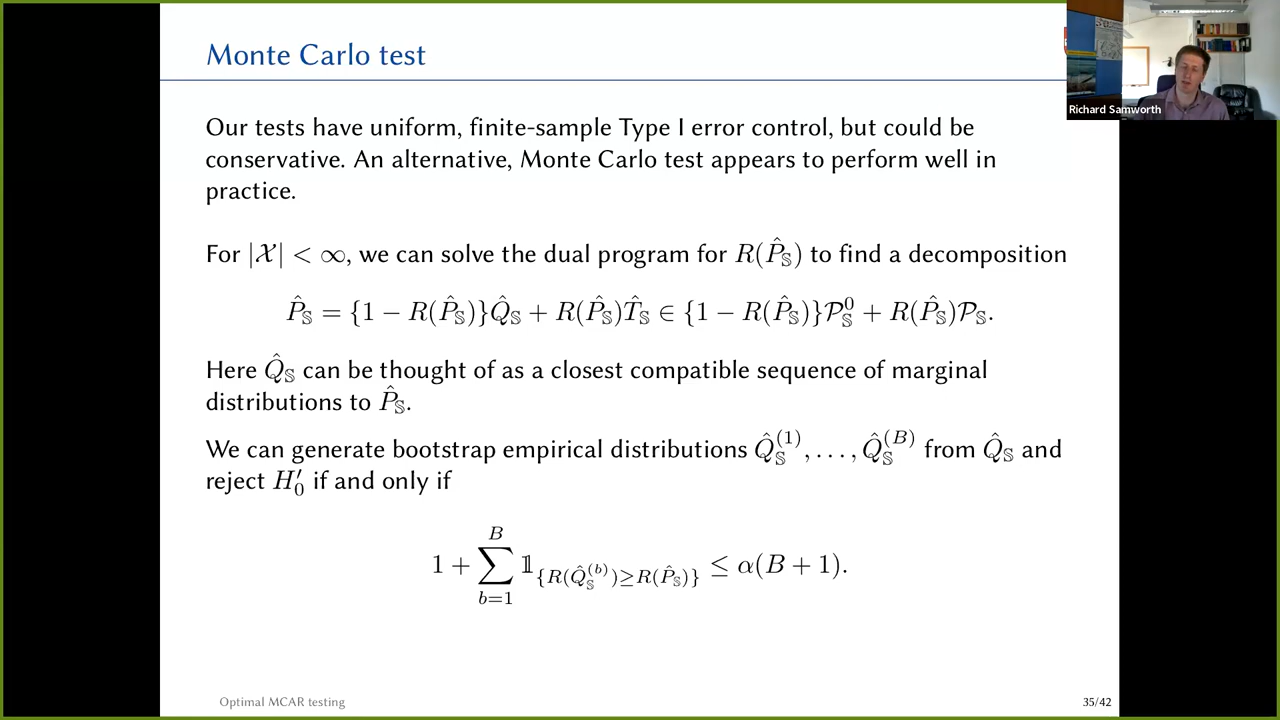 Monte Carlo test
Richard Samworth
Our tests have uniform, finite-sample Type I error control, but could be
conservative. An alternative, Monte Carlo test appears to perform well in
practice.
For |𝒳| < ∞, we can solve the dual program for R(P̂_𝕊) to find a decomposition
P̂_𝕊 = {1 − R(P̂_𝕊)}Q̂_𝕊 + R(P̂_𝕊)T̂_𝕊 ∈ {1 − R(P̂_𝕊)}𝒫_𝕊^0 + R(P̂_𝕊)𝒫_𝕊.
Here Q̂_𝕊 can be thought of as a closest compatible sequence of marginal
distributions to P̂_𝕊.
We can generate bootstrap empirical distributions Q̂_𝕊^(1), . . . , Q̂_𝕊^(B) from Q̂_𝕊 and
reject H′_0 if and only if
1 + ∑_{b=1}^{B} 𝟙_{{R(Q̂_𝕊^(b))≥R(P̂_𝕊)}} ≤ α(B + 1).
Optimal MCAR testing
35/42